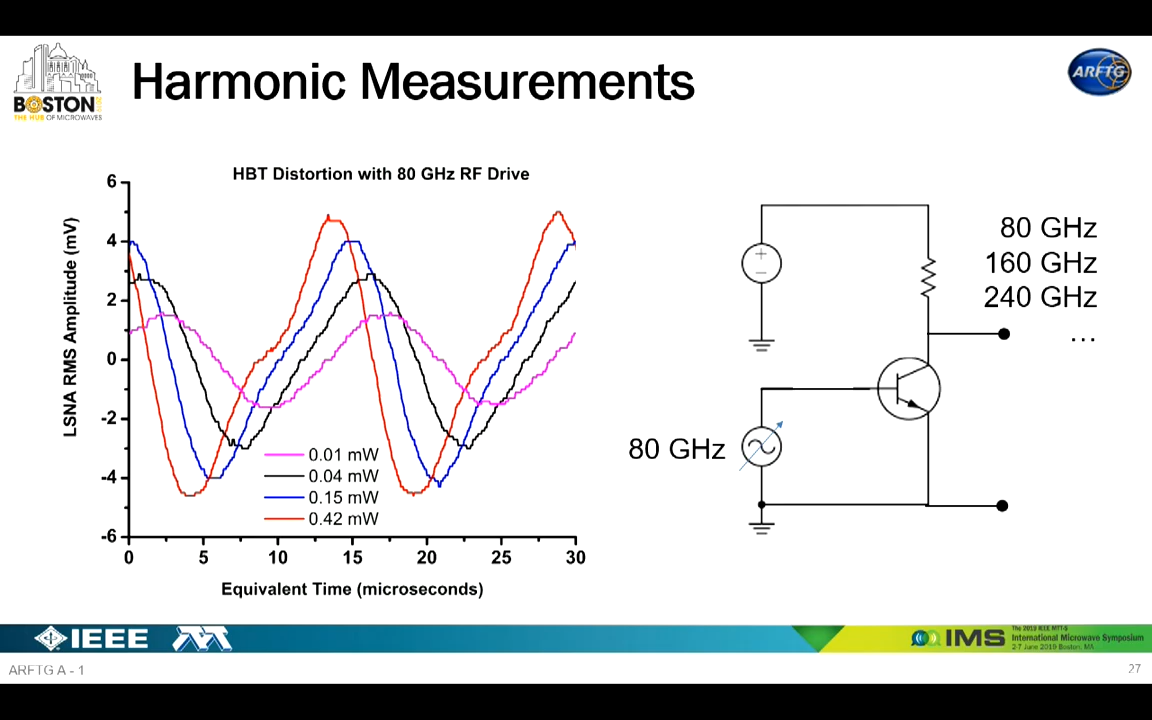 BOSTON
THE HUB OF MICROWAVES
Harmonic Measurements
ARFTG
HBT Distortion with 80 GHz RF Drive
LSNA RMS Amplitude (mV)
6
4
2
0
-2
-4
-6
0.01 mW
0.04 mW
0.15 mW
0.42 mW
0 5 10 15 20 25 30
Equivalent Time (microseconds)
80 GHz
160 GHz
240 GHz
...
+
−
80 GHz
IEEE
IMS
The 2019 IEEE MTT-S
International Microwave Symposium
2-7 June 2019 Boston, MA
ARFTG A - 1
27